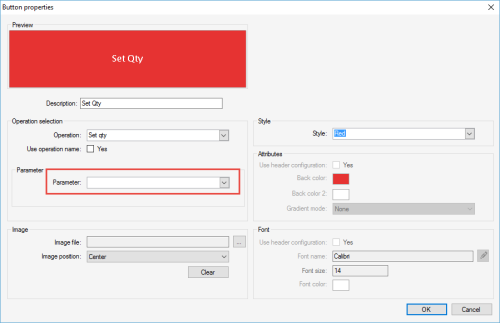 Button properties
Preview
Set Qty
Description: Set Qty
Operation selection
Operation: Set qty
Use operation name: Yes
Parameter
Parameter:
Image
Image file: ...
Image position: Center
Clear
Style
Style: Red
Attributes
Use header configuration: Yes
Back color:
Back color 2:
Gradient mode: None
Font
Use header configuration: Yes
Font name: Calibri
Font size: 14
Font color:
OK Cancel